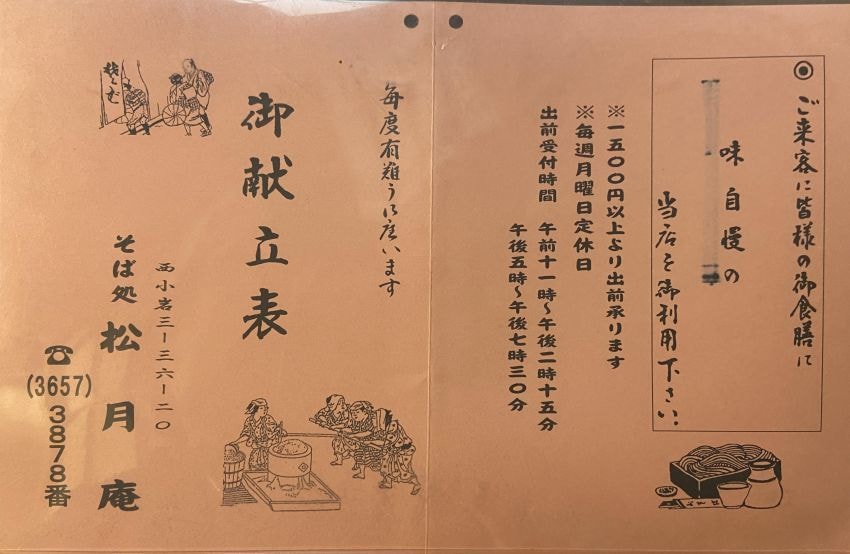 ◉ご来客に皆様の御食膳に
味自慢の
当店を御利用下さい
※一五〇〇円以上より出前承ります
※毎週月曜日定休日
出前受付時間 午前十一時～午後二時十五分
午後五時～午後七時三〇分
毎度有難うございます
御献立表
西小岩三ー三六ー二〇
そば処 松月庵
☎(3657)3878番